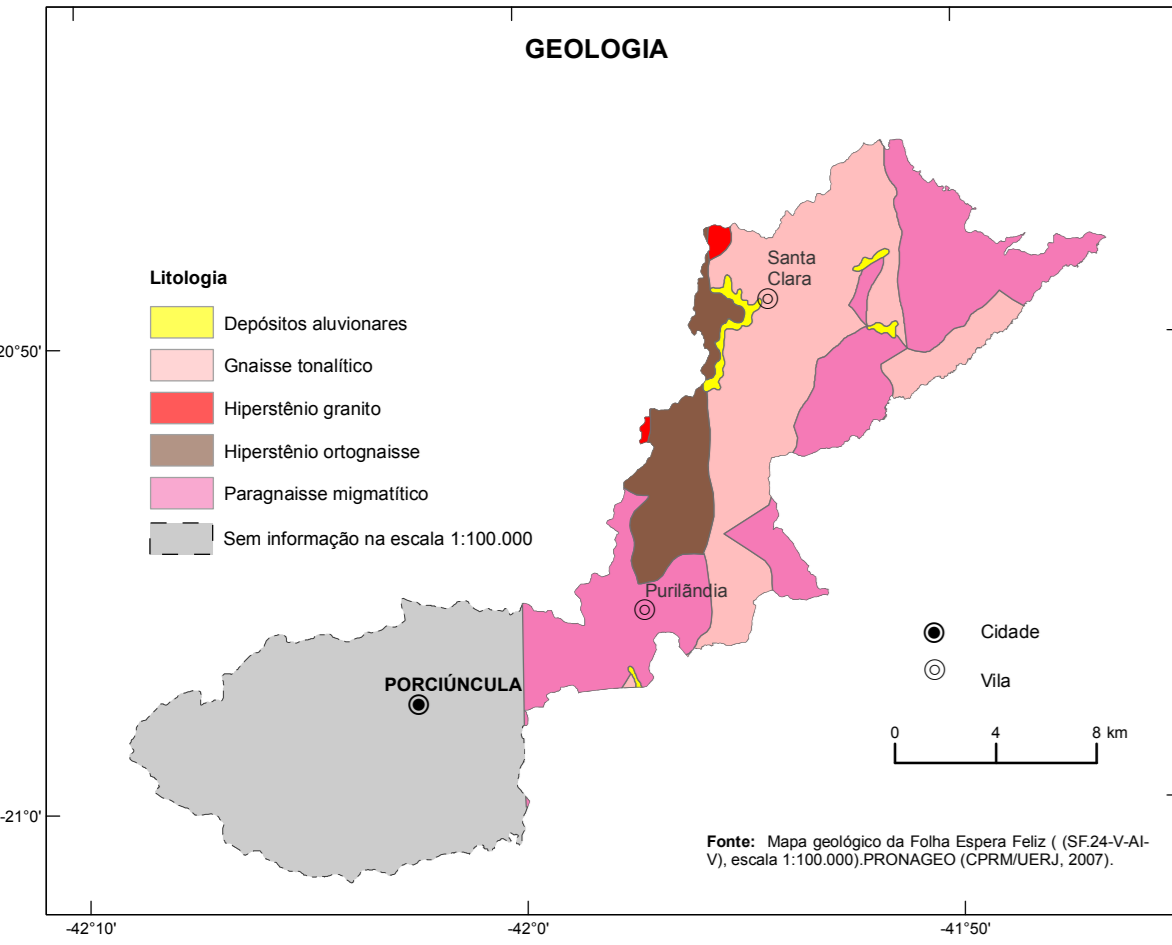 GEOLOGIA
Santa
Clara
Litologia
Depósitos aluvionares
Gnaisse tonalítico
Hiperstênio granito
Hiperstênio ortognaisse
Paragnaisse migmatítico
Sem informação na escala 1:100.000
20°50'
Purilãndia
Cidade
Vila
PORCIÚNCULA
0 4 8 km
-21°0'
Fonte: Mapa geológico da Folha Espera Feliz ( (SF.24-V-AI-
V), escala 1:100.000).PRONAGEO (CPRM/UERJ, 2007).
-42°10' -42°0' -41°50'